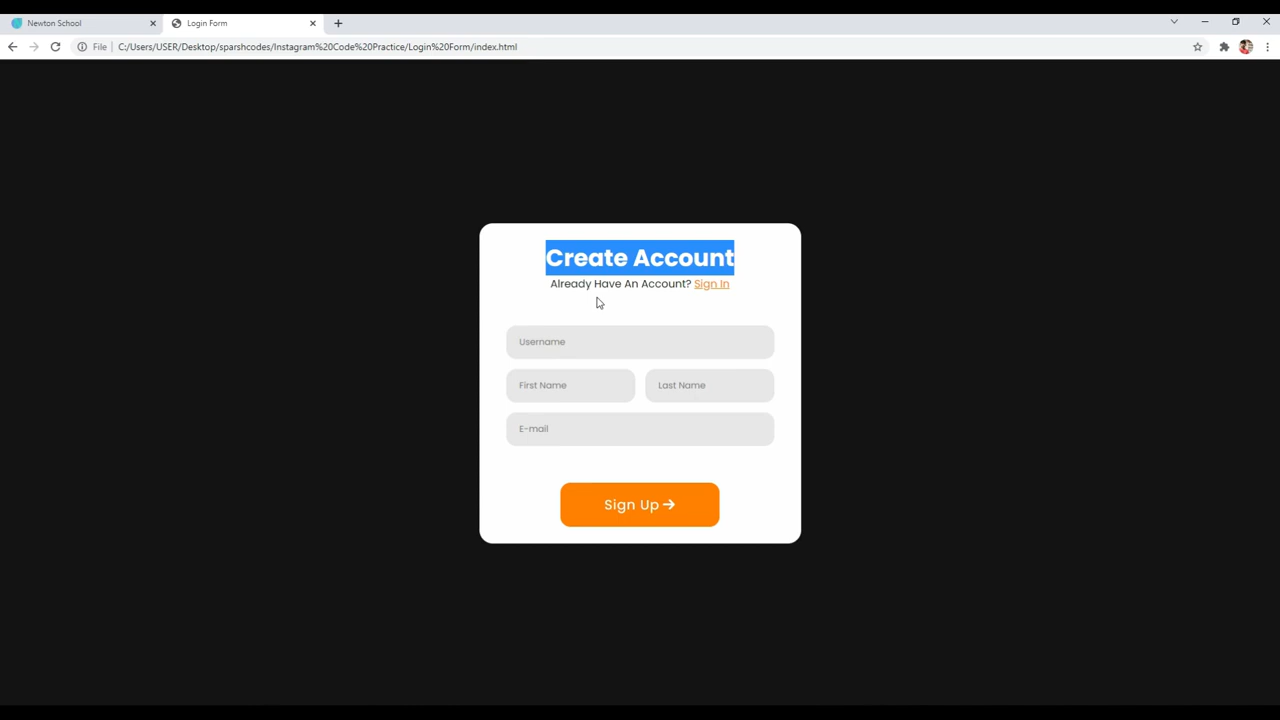 Newton School
Login Form
File
C:/Users/USER/Desktop/sparshcodes/Instagram%20Code%20Practice/Login%20Form/index.html
Create Account
Already Have An Account? Sign In
Username
First Name
Last Name
E-mail
Sign Up